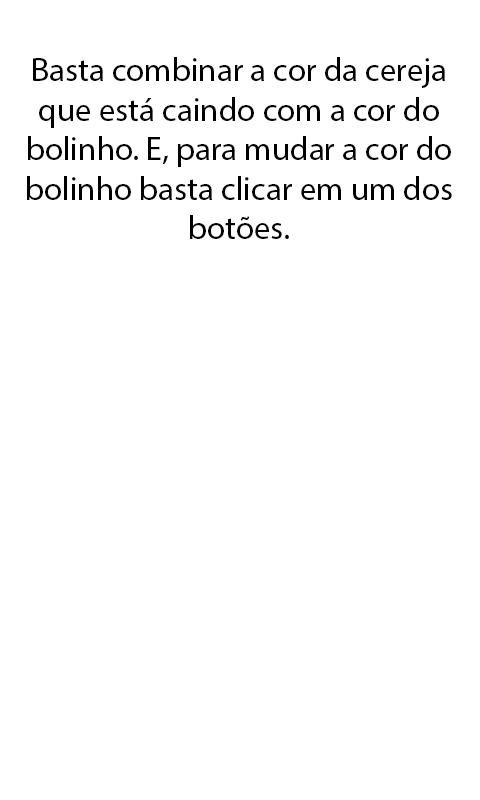 Basta combinar a cor da cereja
que está caindo com a cor do
bolinho. E, para mudar a cor do
bolinho basta clicar em um dos
botões.